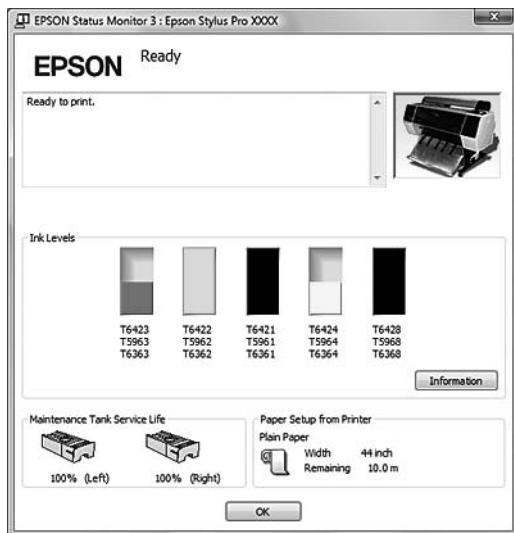 EPSON Status Monitor 3 : Epson Stylus Pro XXXX
EPSON
Ready
Ready to print.
Ink Levels
T6423 T6422 T6421 T6424 T6428
T5963 T5962 T5961 T5964 T5968
T6363 T6362 T6361 T6364 T6368
Information
Maintenance Tank Service Life
100% (Left) 100% (Right)
Paper Setup from Printer
Plain Paper
Width 44 inch
Remaining 10.0 m
OK